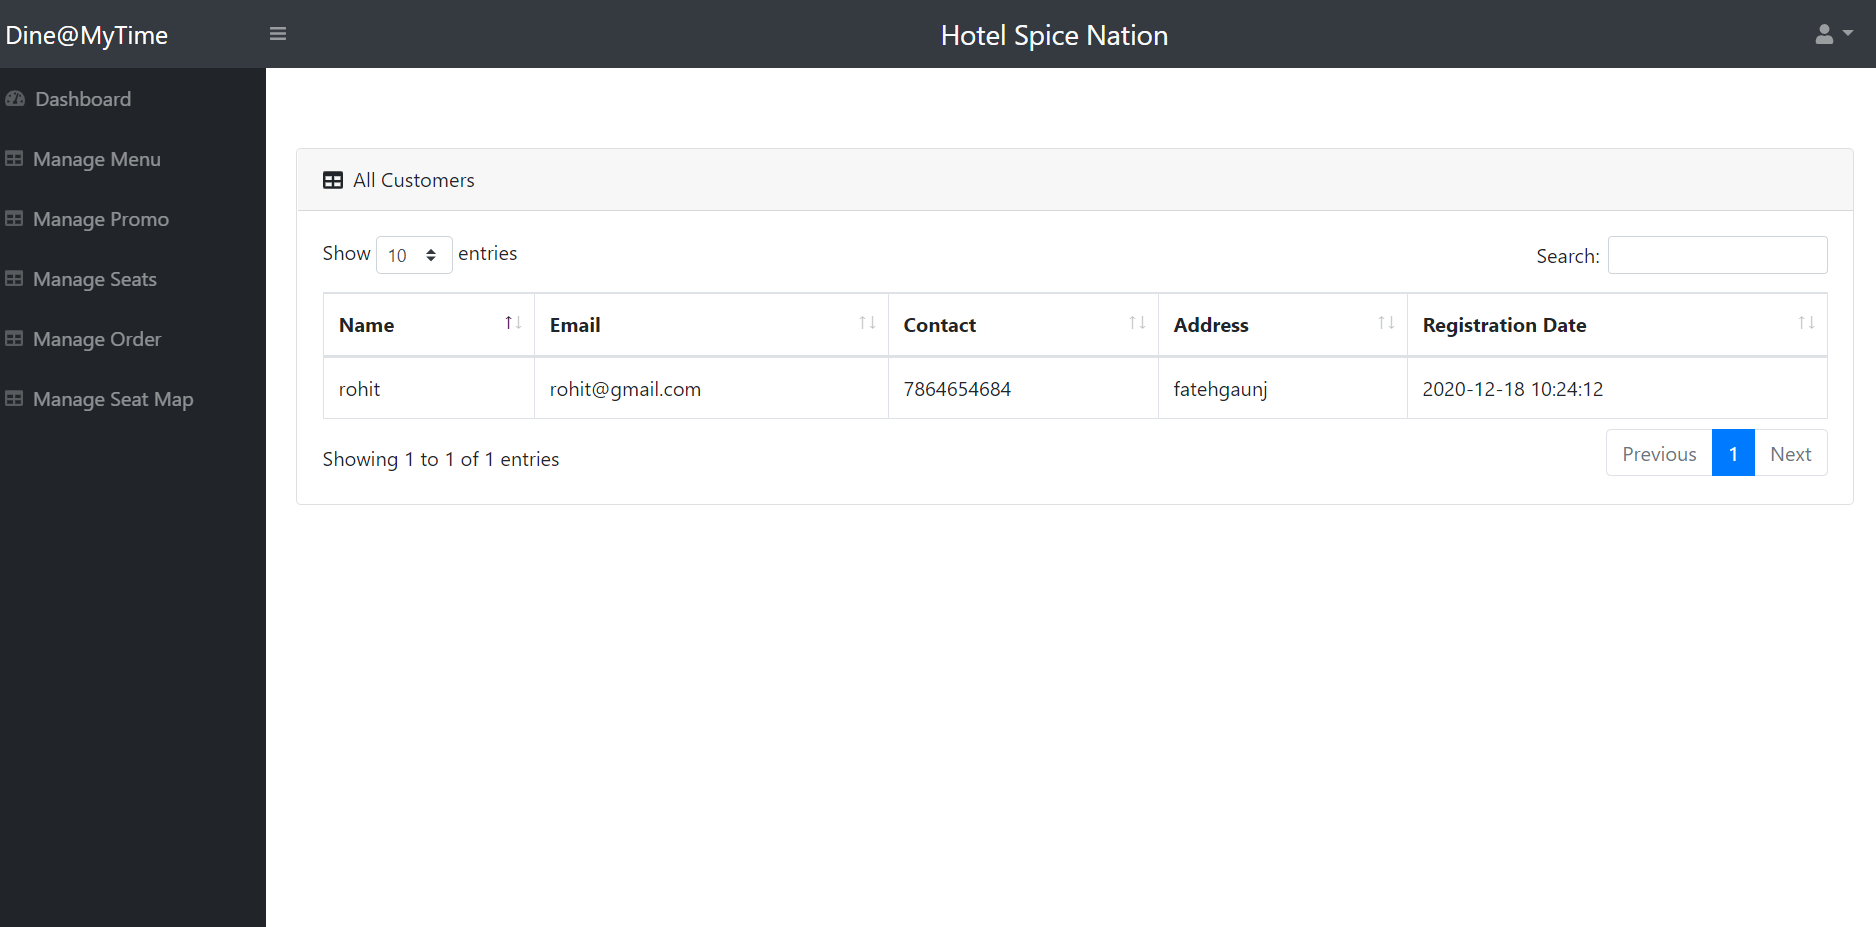 Dine@MyTime
Hotel Spice Nation
Dashboard
Manage Menu
Manage Promo
Manage Seats
Manage Order
Manage Seat Map
All Customers
Show 10 entries
Search:
Name Email Contact Address Registration Date
rohit rohit@gmail.com 7864654684 fatehgaunj 2020-12-18 10:24:12
Showing 1 to 1 of 1 entries
Previous 1 Next